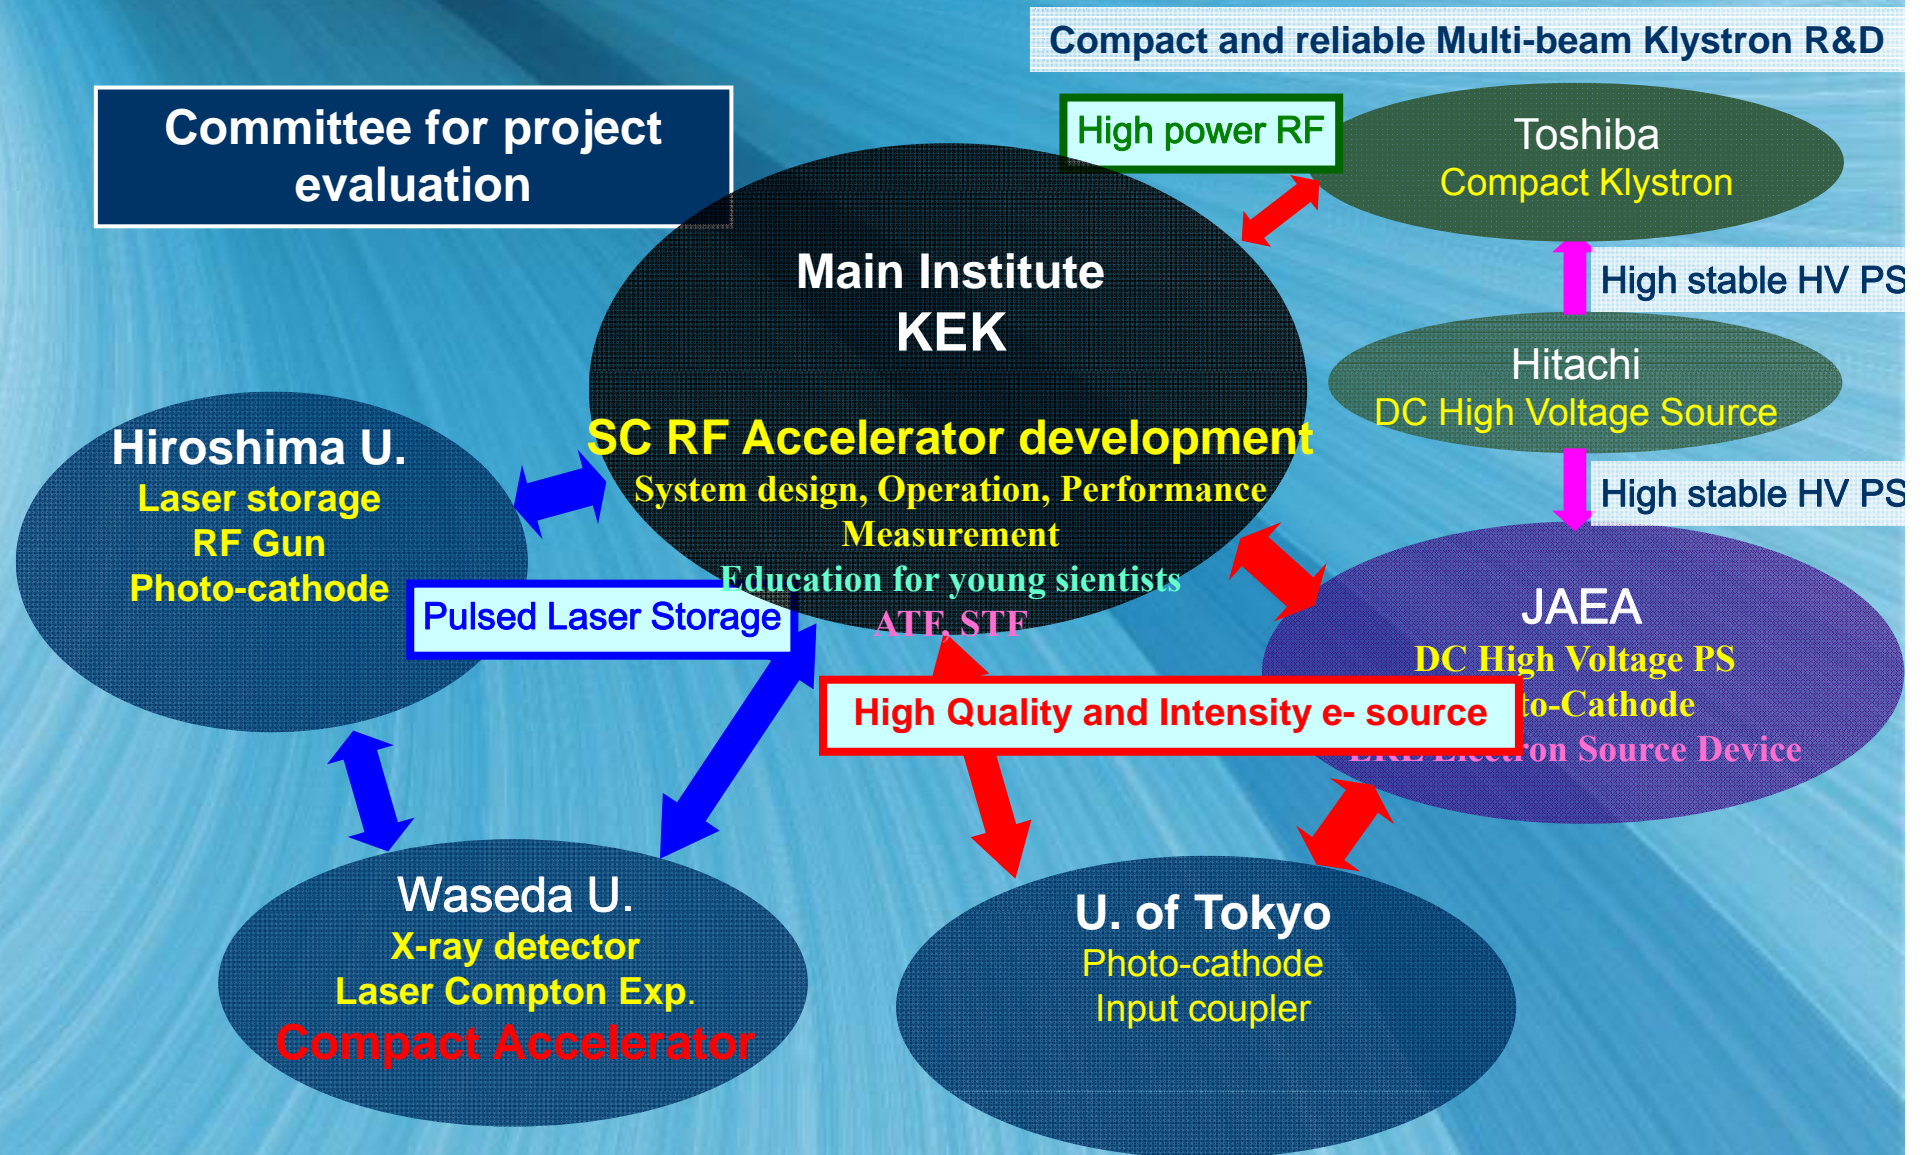 Compact and reliable Multi-beam Klystron R&D
Committee for project
evaluation
High power RF
Toshiba
Compact Klystron
High stable HV PS
Main Institute
KEK
SC RF Accelerator development
System design, Operation, Performance
Measurement
Education for young sientists
ATF, STF
Hitachi
DC High Voltage Source
High stable HV PS
Hiroshima U.
Laser storage
RF Gun
Photo-cathode
Pulsed Laser Storage
JAEA
DC High Voltage PS
to-Cathode
Electron Source Device
High Quality and Intensity e- source
Waseda U.
X-ray detector
Laser Compton Exp.
Compact Accelerator
U. of Tokyo
Photo-cathode
Input coupler